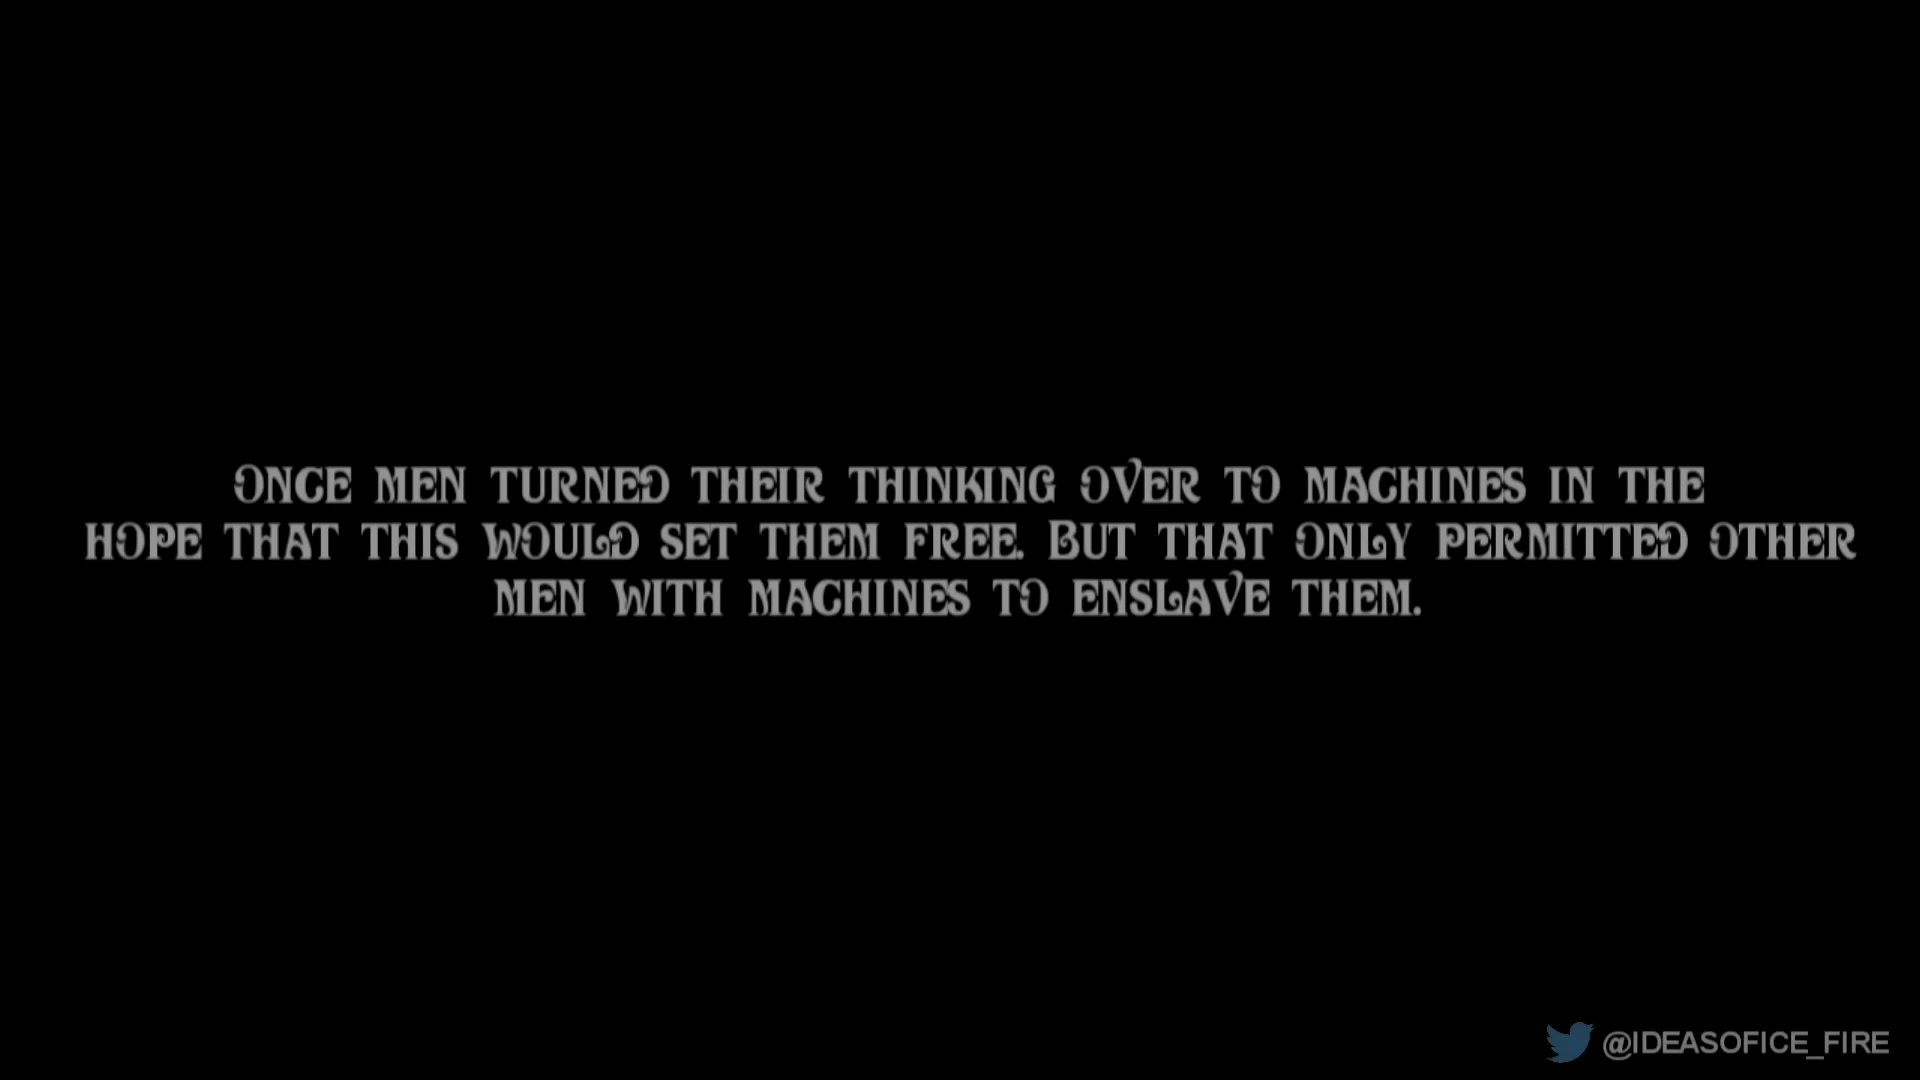 ONCE MEN TURNED THEIR THINKING OVER TO MACHINES IN THE
HOPE THAT THIS WOULD SET THEM FREE. BUT THAT ONLY PERMITTED OTHER
MEN WITH MACHINES TO ENSLAVE THEM.
@IDEASOFICE_FIRE